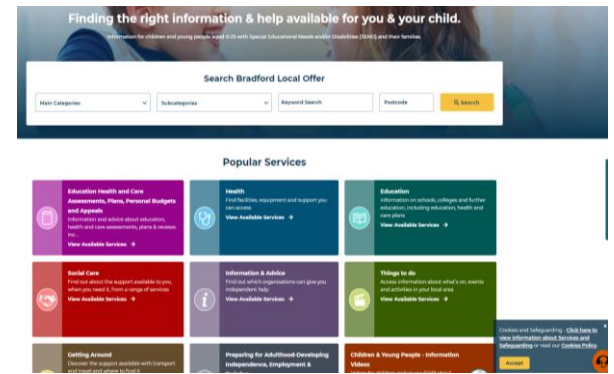 Finding the right information & help available for you & your child.
Information for children and young people aged 0-25 with Special Educational Needs and/or Disabilities (SEND) and their families.
Search Bradford Local Offer
Main Categories
Subcategories
Keyword Search
Postcode
Search
Popular Services
Education Health and Care
Assessments, Plans, Personal Budgets
and Appeals
Information and advice about education,
health and care assessments, plans & reviews
inc...
View Available Services →
Health
Find facilities, equipment and support you
can access
View Available Services →
Education
Information on schools, colleges and further
education, including education, health and
care plans
View Available Services →
Social Care
Find out about the support available to you,
when you need it, from a range of services
View Available Services →
Information & Advice
Find out which organisations can give you
independent help
View Available Services →
Things to do
Access information about what's on, events
and activities in your local area
View Available Services →
Getting Around
Discover the support available with transport
and travel and where to find it
Preparing for Adulthood-Developing
Independence, Employment &
Children & Young People - Information
Videos
Cookies and Safeguarding - Click here to
view information about Services and
Safeguarding or read our Cookies Policy
Accept